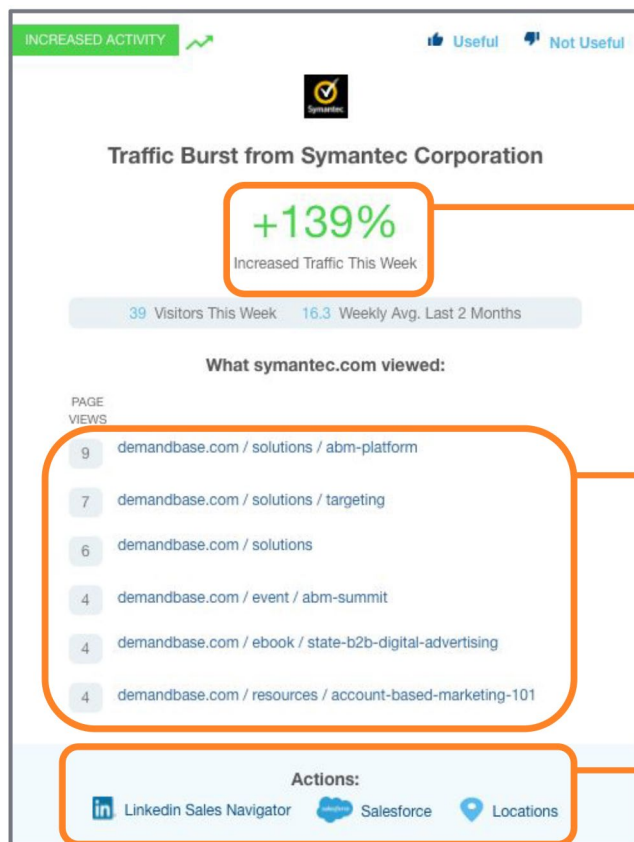 INCREASED ACTIVITY
Useful Not Useful
Symantec
Traffic Burst from Symantec Corporation
+139%
Increased Traffic This Week
39 Visitors This Week 16.3 Weekly Avg. Last 2 Months
What symantec.com viewed:
PAGE
VIEWS
9 demandbase.com / solutions / abm-platform
7 demandbase.com / solutions / targeting
6 demandbase.com / solutions
4 demandbase.com / event / abm-summit
4 demandbase.com / ebook / state-b2b-digital-advertising
4 demandbase.com / resources / account-based-marketing-101
Actions:
in Linkedin Sales Navigator salesforce Salesforce Locations